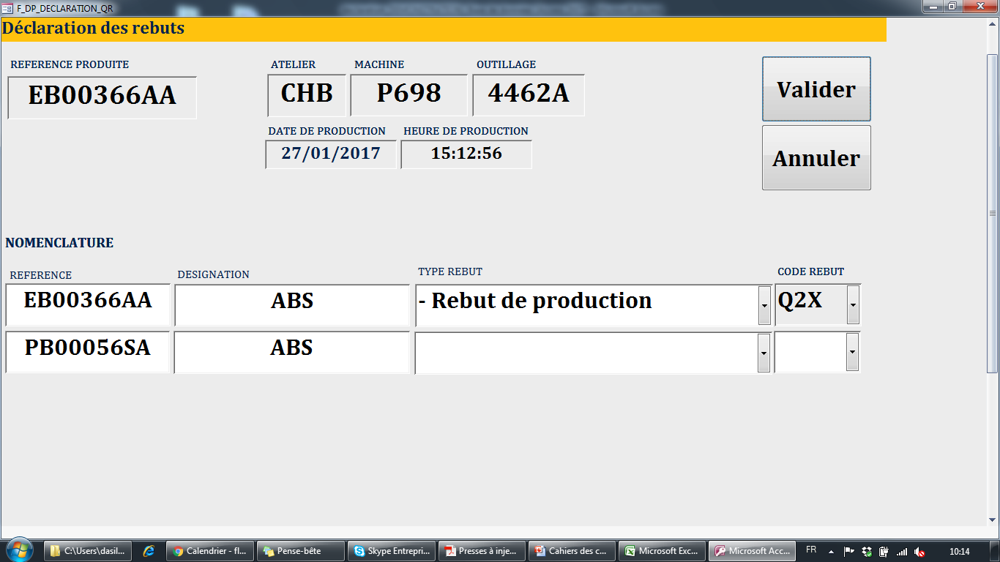 F_DP_DECLARATION_QR
Déclaration des rebuts
REFERENCE PRODUITE
ATELIER
MACHINE
OUTILLAGE
EB00366AA
CHB
P698
4462A
Valider
DATE DE PRODUCTION
HEURE DE PRODUCTION
27/01/2017
15:12:56
Annuler
NOMENCLATURE
REFERENCE
DESIGNATION
TYPE REBUT
CODE REBUT
EB00366AA
ABS
- Rebut de production
Q2X
PB00056SA
ABS
C:\Users\dasil...
Calendrier - fl...
Pense-bête
Skype Entrepri...
Presses à inje...
Cahiers des c...
Microsoft Exc...
Microsoft Acc...
FR
10:14